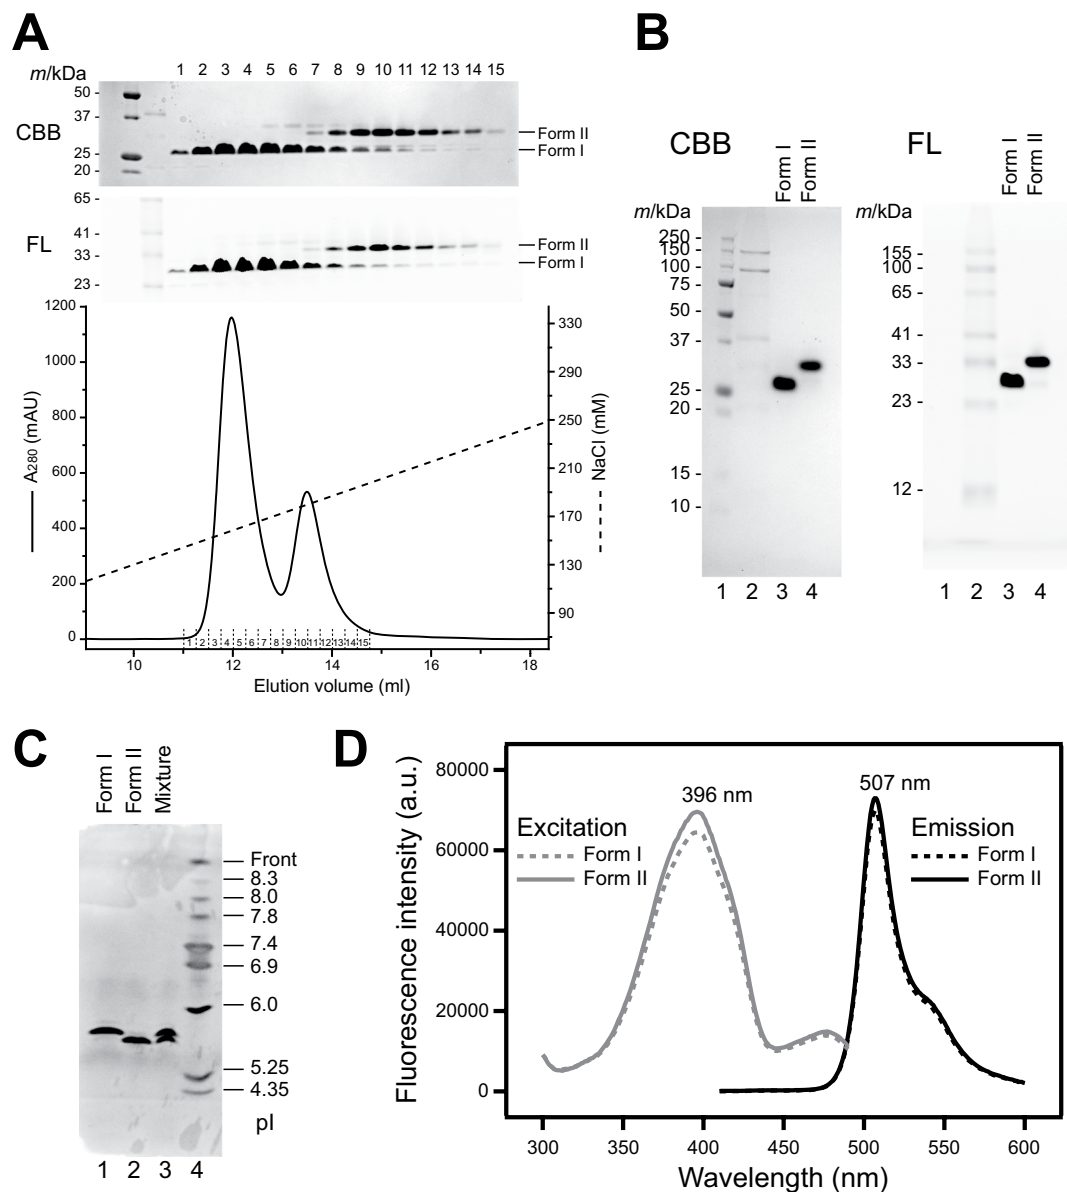 A
m/kDa
1 2 3 4 5 6 7 8 9 10 11 12 13 14 15
50 -
37 -
CBB
25 -
20 -
Form II
Form I
65 -
41 -
FL
33 -
23 -
Form II
Form I
1200
1000
800
600
400
200
0
A280 (mAU)
330
290
250
210
170
130
90
NaCl (mM)
1 2 3 4 5 6 7 8 9 10 11 12 13 14 15
10 12 14 16 18
Elution volume (ml)
B
CBB
Form I
Form II
m/kDa
250 -
150 -
100 -
75 -
50 -
37 -
25 -
20 -
15 -
10 -
1 2 3 4
FL
Form I
Form II
m/kDa
155 -
100 -
65 -
41 -
33 -
23 -
12 -
1 2 3 4
C
Form I
Form II
Mixture
Front
8.3
8.0
7.8
7.4
6.9
6.0
5.25
4.35
pI
1 2 3 4
D
Fluorescence intensity (a.u.)
80000
60000
40000
20000
0
396 nm
507 nm
Excitation
Form I
Form II
Emission
Form I
Form II
300 350 400 450 500 550 600
Wavelength (nm)